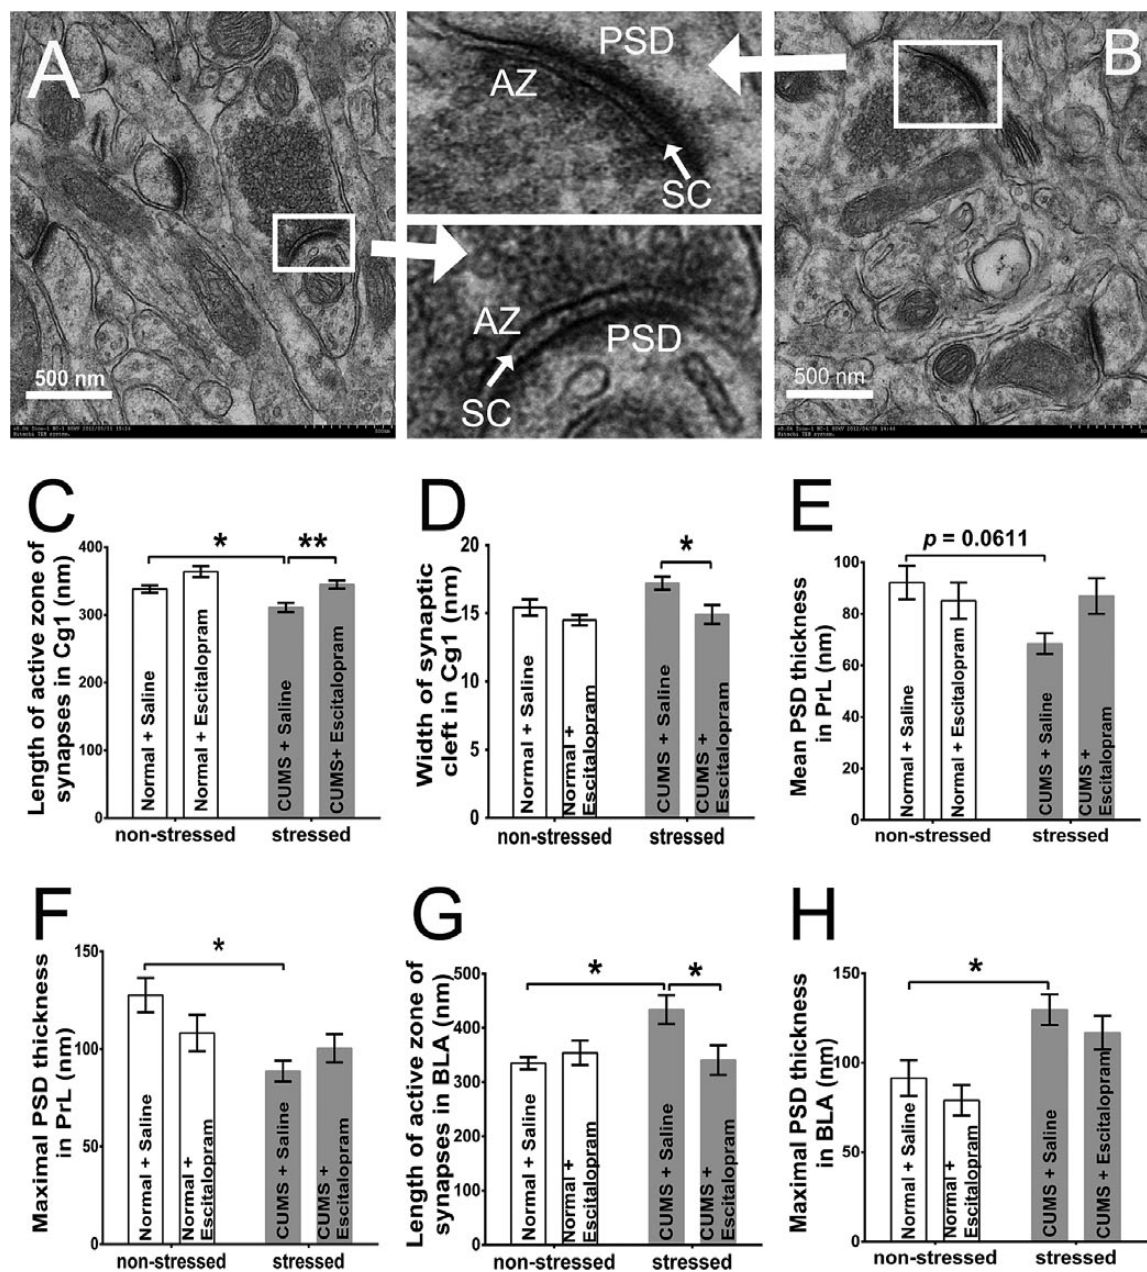 A
500 nm
PSD
AZ
SC
AZ
PSD
SC
B
500 nm
C
Length of active zone of
synapses in Cg1 (nm)
400
300
200
100
0
*
**
Normal + Saline
Normal + Escitalopram
CUMS + Saline
CUMS+ Escitalopram
non-stressed
stressed
D
Width of synaptic
cleft in Cg1 (nm)
20
15
10
5
0
*
Normal + Saline
Normal +
Escitalopram
CUMS + Saline
CUMS +
Escitalopram
non-stressed
stressed
E
Mean PSD thickness
in PrL (nm)
100
80
60
40
20
0
p = 0.0611
Normal + Saline
Normal + Escitalopram
CUMS + Saline
CUMS +
Escitalopram
non-stressed
stressed
F
Maximal PSD thickness
in PrL (nm)
150
100
50
0
*
Normal + Saline
Normal +
Escitalopram
CUMS + Saline
CUMS +
Escitalopram
non-stressed
stressed
G
Length of active zone of
synapses in BLA (nm)
500
400
300
200
100
0
*
*
Normal + Saline
Normal +
Escitalopram
CUMS + Saline
CUMS +
Escitalopram
non-stressed
stressed
H
Maximal PSD thickness
in BLA (nm)
150
100
50
0
*
Normal + Saline
Normal +
Escitalopram
CUMS + Saline
CUMS + Escitalopram
non-stressed
stressed